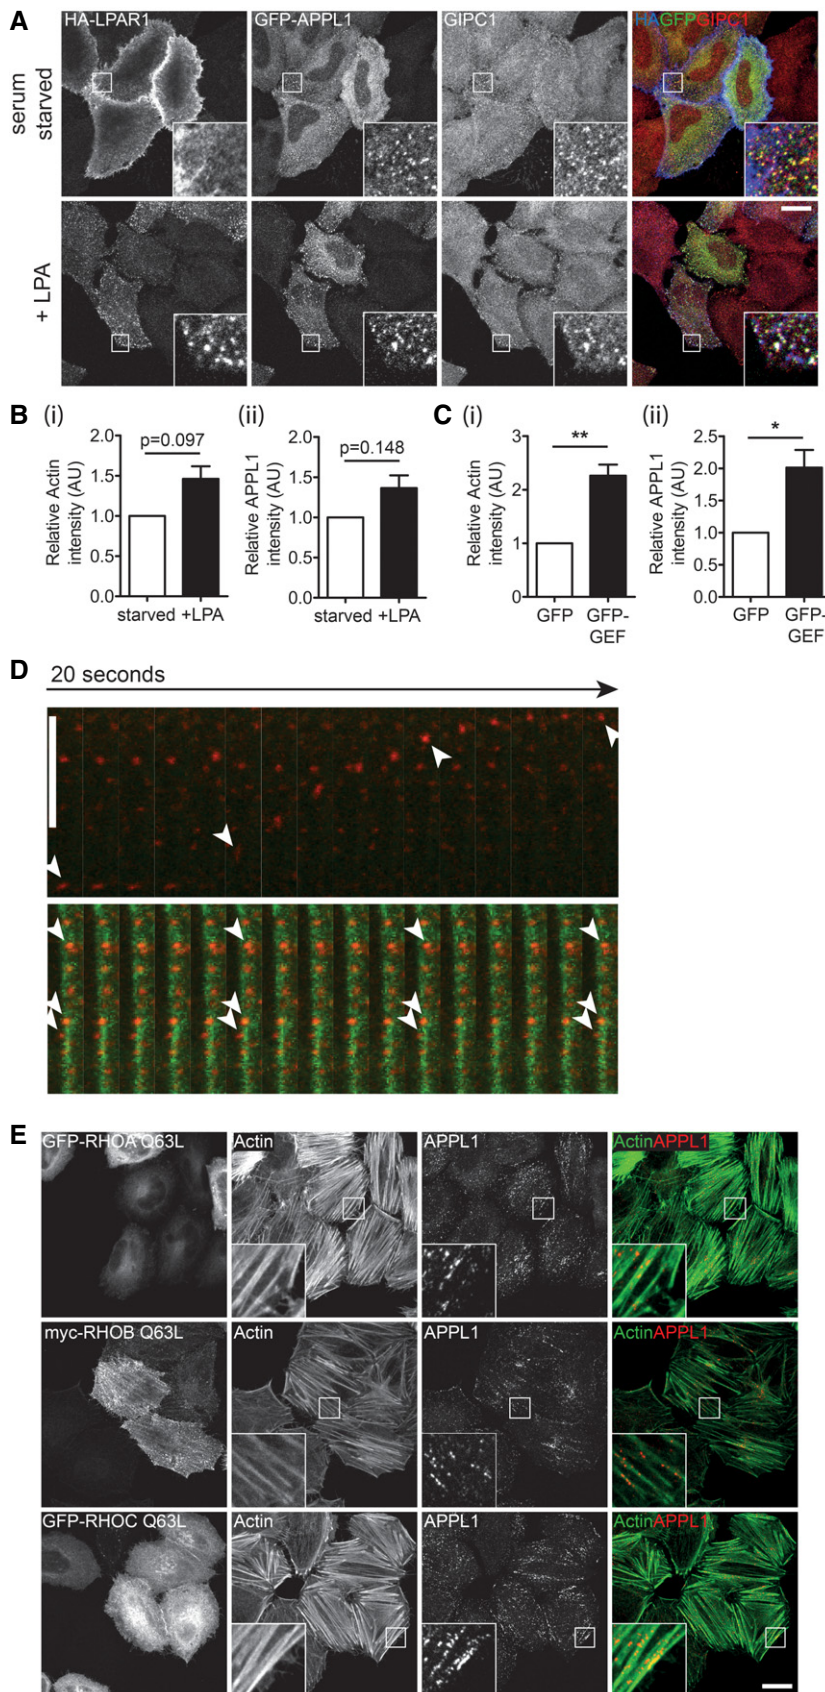 A
HA-LPAR1 GFP-APPL1 GIPC1 HAGFPGIPC1
serum starved
+ LPA
B (i) (ii) C (i) (ii)
Relative Actin intensity (AU)
2.0
1.5
1.0
0.5
0.0
p=0.097
starved +LPA
Relative APPL1 intensity (AU)
2.0
1.5
1.0
0.5
0.0
p=0.148
starved +LPA
Relative Actin intensity (AU)
3
2
1
0
**
GFP GFP-GEF
Relative APPL1 intensity (AU)
2.5
2.0
1.5
1.0
0.5
0.0
*
GFP GFP-GEF
D
20 seconds
E
GFP-RHOA Q63L Actin APPL1 ActinAPPL1
myc-RHOB Q63L Actin APPL1 ActinAPPL1
GFP-RHOC Q63L Actin APPL1 ActinAPPL1